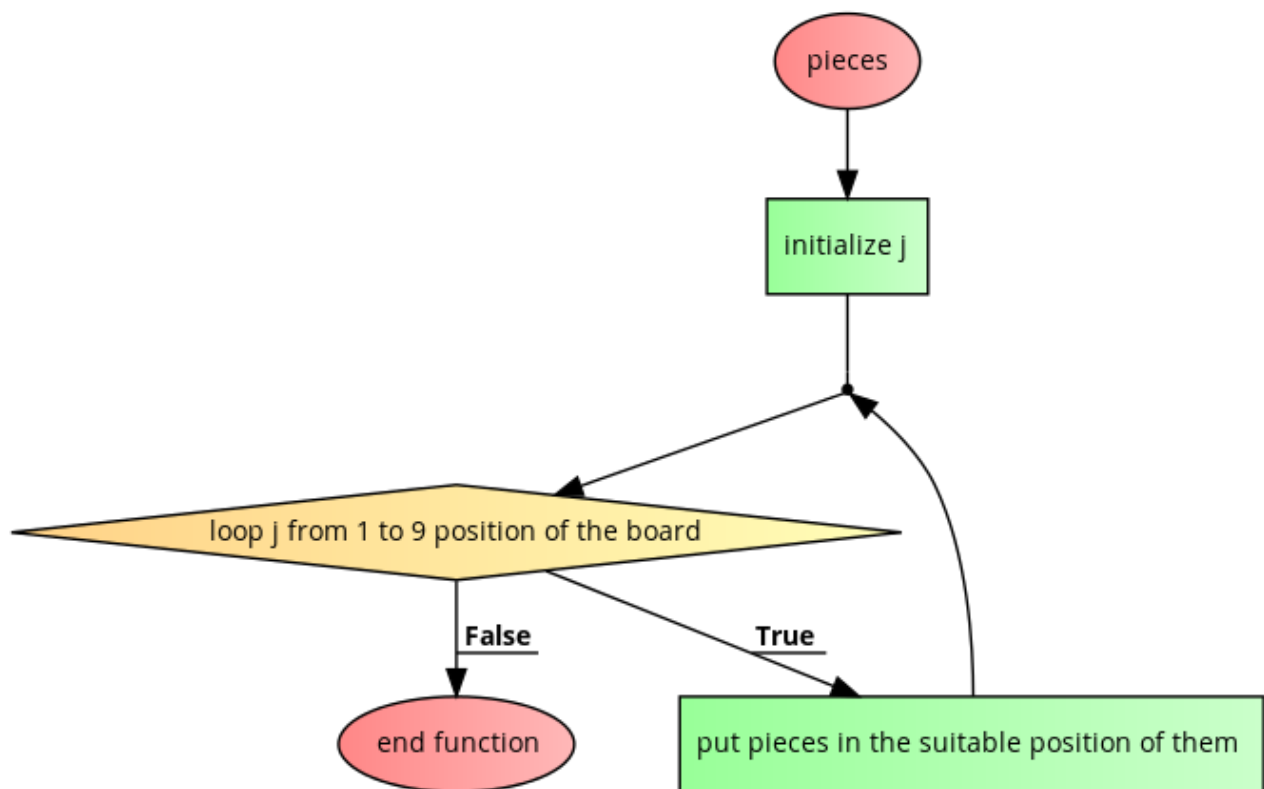 pieces
initialize j
loop j from 1 to 9 position of the board
False
True
end function
put pieces in the suitable position of them